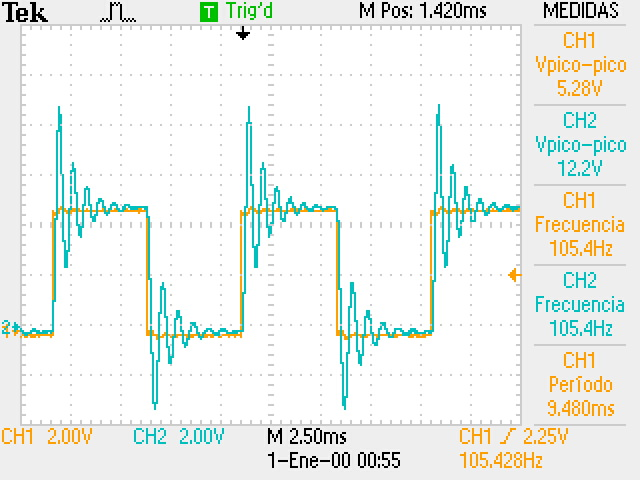 Tek T Trig'd M Pos: 1.420ms MEDIDAS
CH1
Vpico-pico
5.28V
CH2
Vpico-pico
12.2V
CH1
Frecuencia
105.4Hz
CH2
Frecuencia
105.4Hz
CH1
Período
9.480ms
2
CH1 2.00V CH2 2.00V M 2.50ms CH1 2.25V
1-Ene-00 00:55 105.428Hz